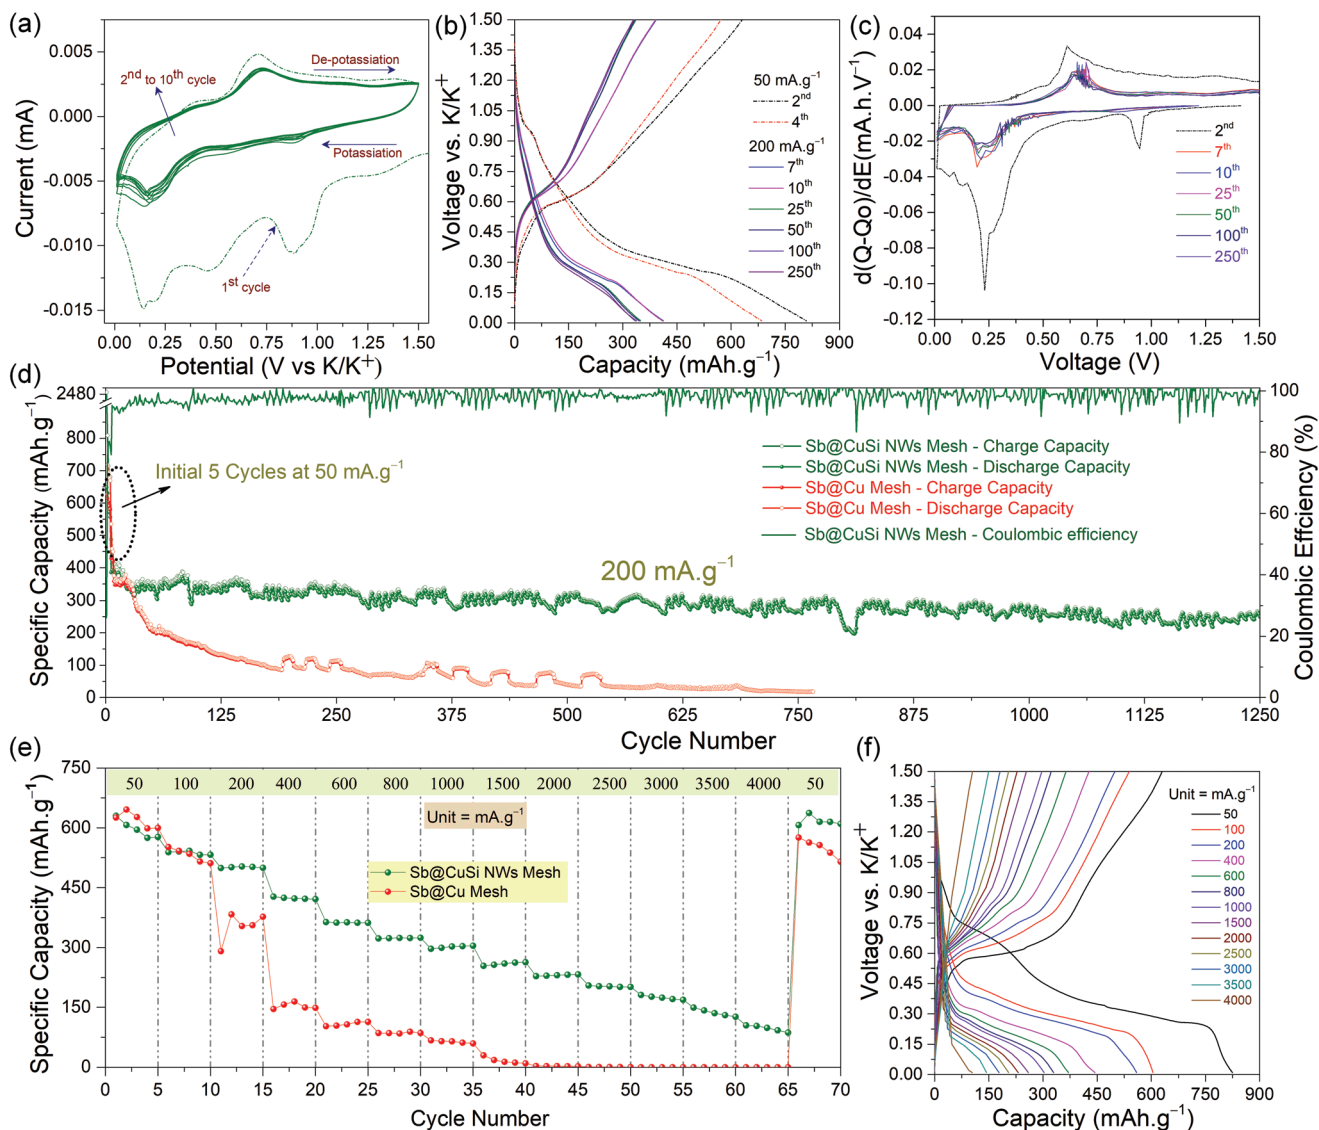 (a)
0.005
0.000
-0.005
-0.010
-0.015
Current (mA)
2nd to 10th cycle
De-potassiation
Potassiation
1st cycle
0.00 0.25 0.50 0.75 1.00 1.25 1.50
Potential (V vs K/K+)
(b)
1.50
1.35
1.20
1.05
0.90
0.75
0.60
0.45
0.30
0.15
0.00
Voltage vs. K/K+
50 mA.g−1
2nd
4th
200 mA.g−1
7th
10th
25th
50th
100th
250th
0 150 300 450 600 750 900
Capacity (mAh.g−1)
(c)
0.04
0.02
0.00
-0.02
-0.04
-0.06
-0.08
-0.10
-0.12
d(Q-Qo)/dE(mA.h.V−1)
2nd
7th
10th
25th
50th
100th
250th
0.00 0.25 0.50 0.75 1.00 1.25 1.50
Voltage (V)
(d)
2480
800
700
600
500
400
300
200
100
0
Specific Capacity (mAh.g−1)
Initial 5 Cycles at 50 mA.g−1
200 mA.g−1
Sb@CuSi NWs Mesh - Charge Capacity
Sb@CuSi NWs Mesh - Discharge Capacity
Sb@Cu Mesh - Charge Capacity
Sb@Cu Mesh - Discharge Capacity
Sb@CuSi NWs Mesh - Coulombic efficiency
100
80
60
40
20
0
Coulombic Effciency (%)
0 125 250 375 500 625 750 875 1000 1125 1250
Cycle Number
(e)
750
600
450
300
150
0
Specific Capacity (mAh.g−1)
50 100 200 400 600 800 1000 1500 2000 2500 3000 3500 4000 50
Unit = mA.g−1
Sb@CuSi NWs Mesh
Sb@Cu Mesh
0 5 10 15 20 25 30 35 40 45 50 55 60 65 70
Cycle Number
(f)
1.50
1.35
1.20
1.05
0.90
0.75
0.60
0.45
0.30
0.15
0.00
Voltage vs. K/K+
Unit = mA.g−1
50
100
200
400
600
800
1000
1500
2000
2500
3000
3500
4000
0 150 300 450 600 750 900
Capacity (mAh.g−1)